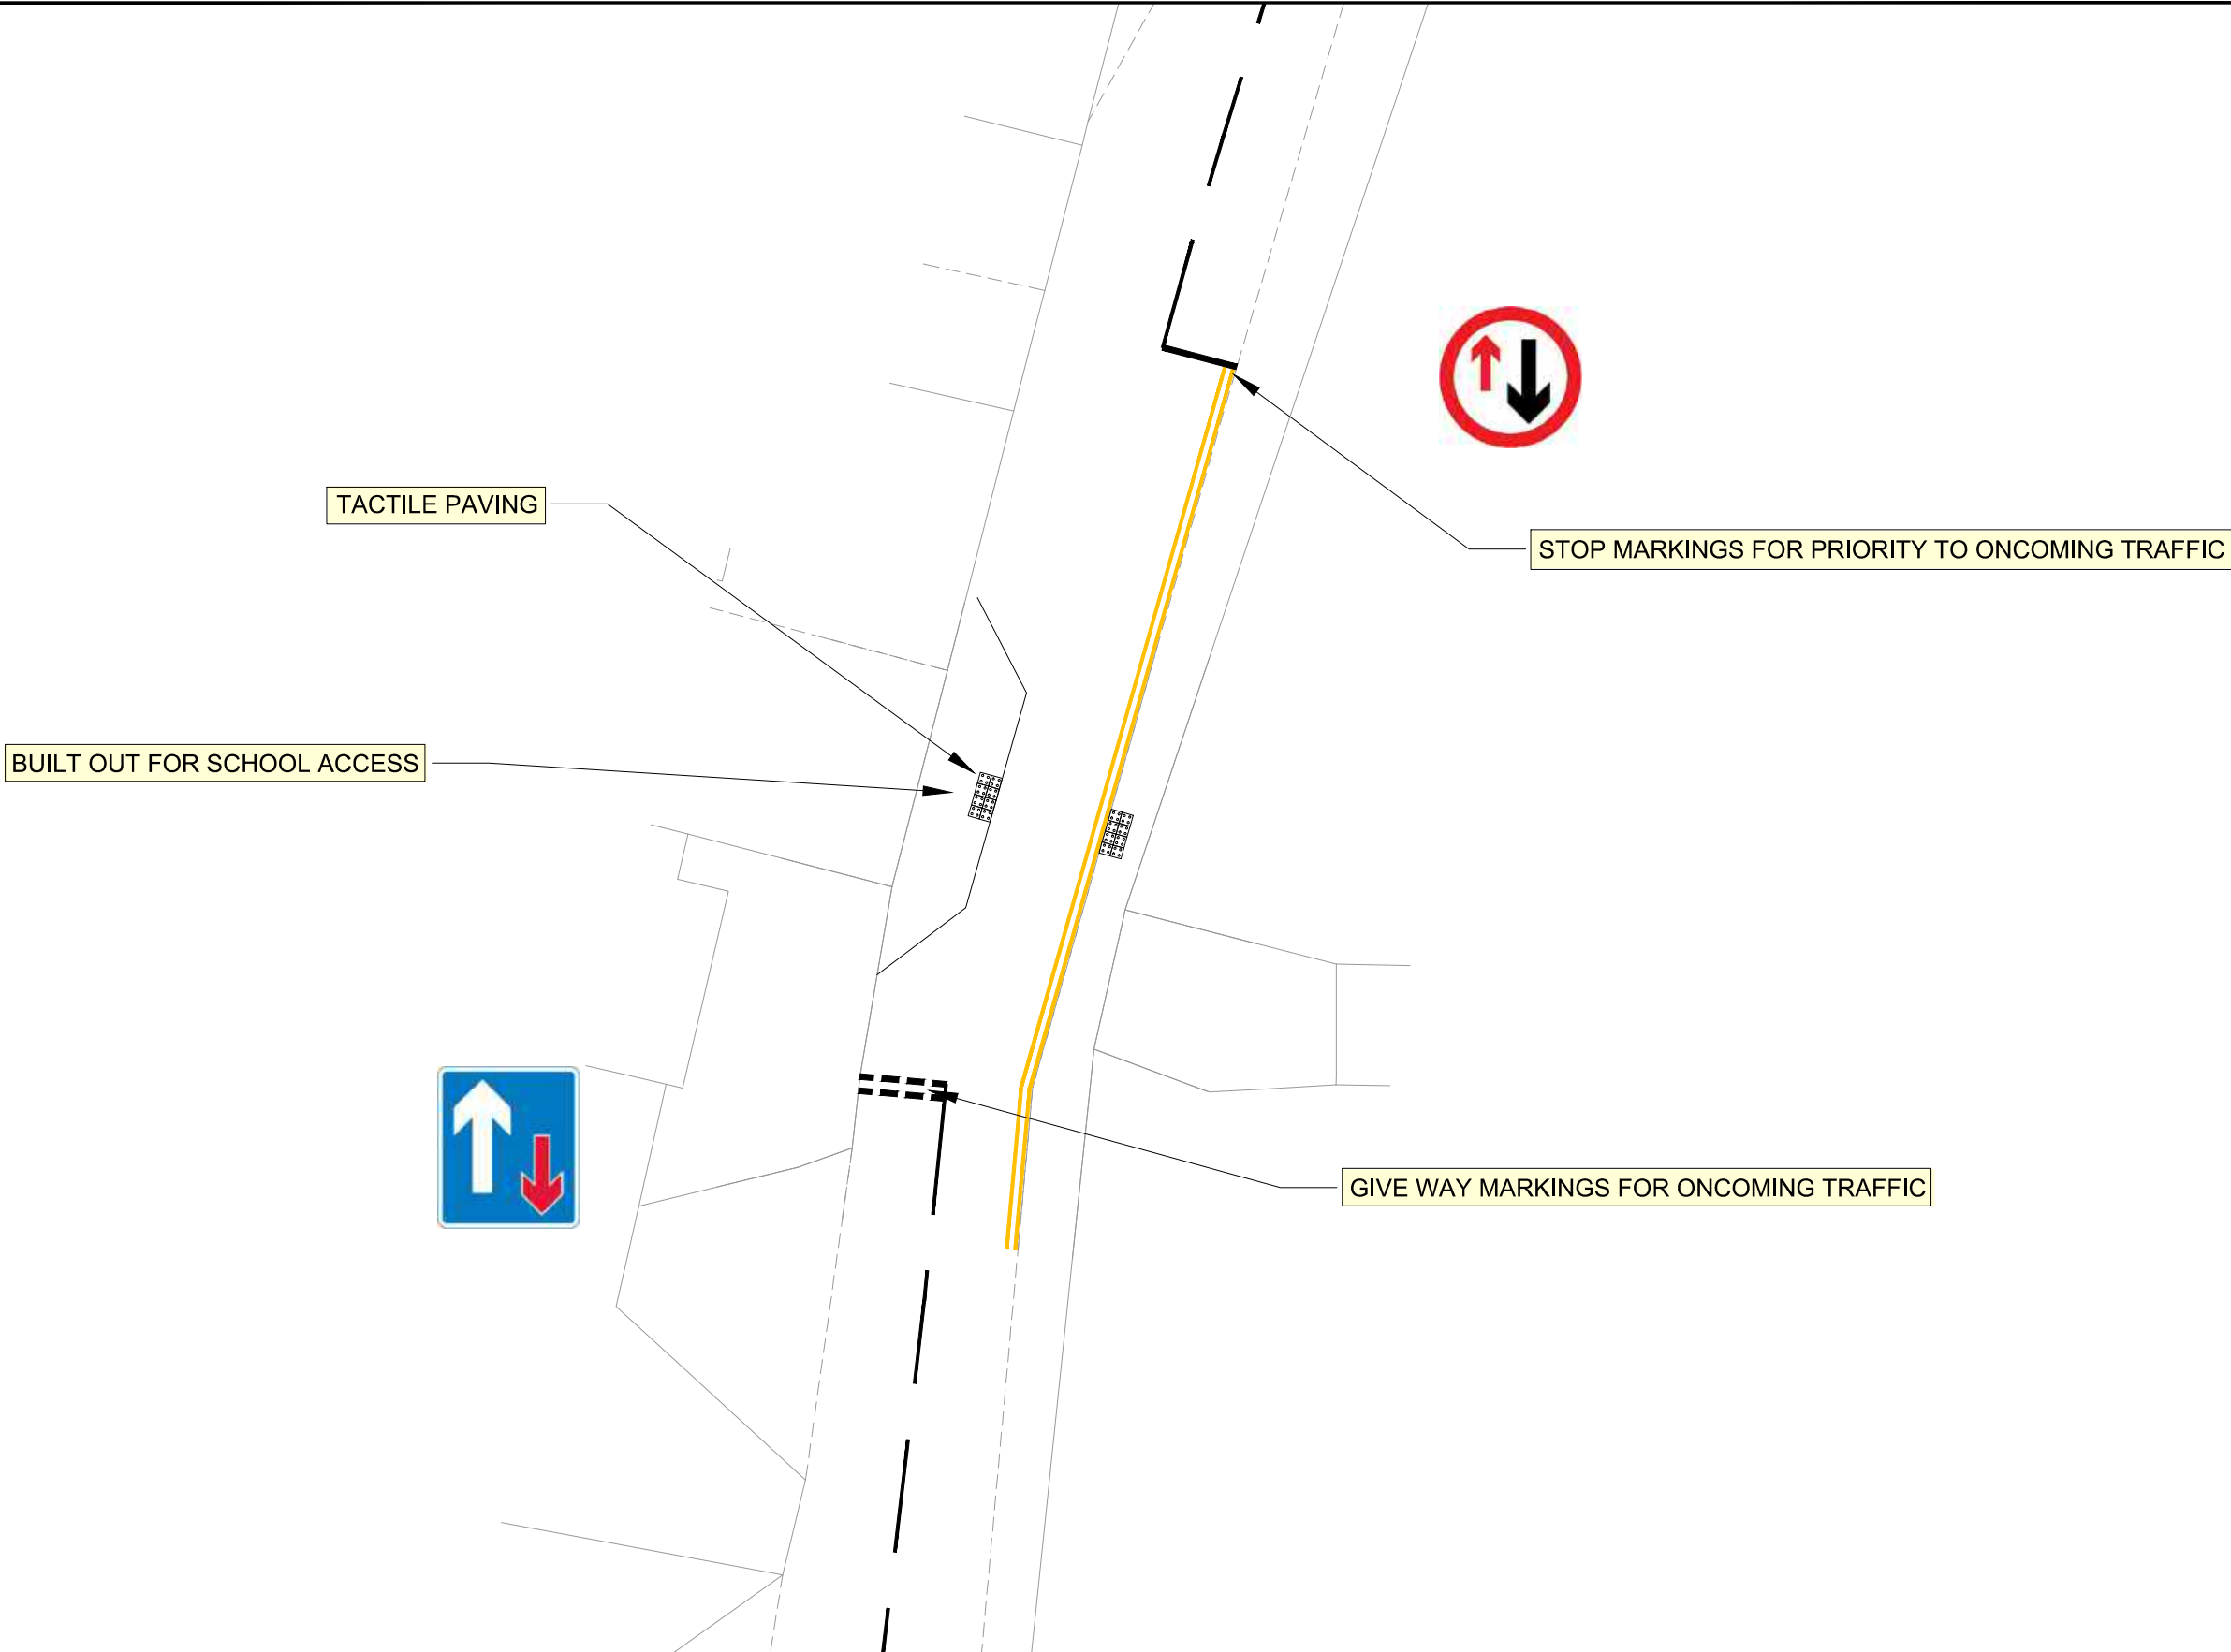 TACTILE PAVING
STOP MARKINGS FOR PRIORITY TO ONCOMING TRAFFIC
BUILT OUT FOR SCHOOL ACCESS
GIVE WAY MARKINGS FOR ONCOMING TRAFFIC